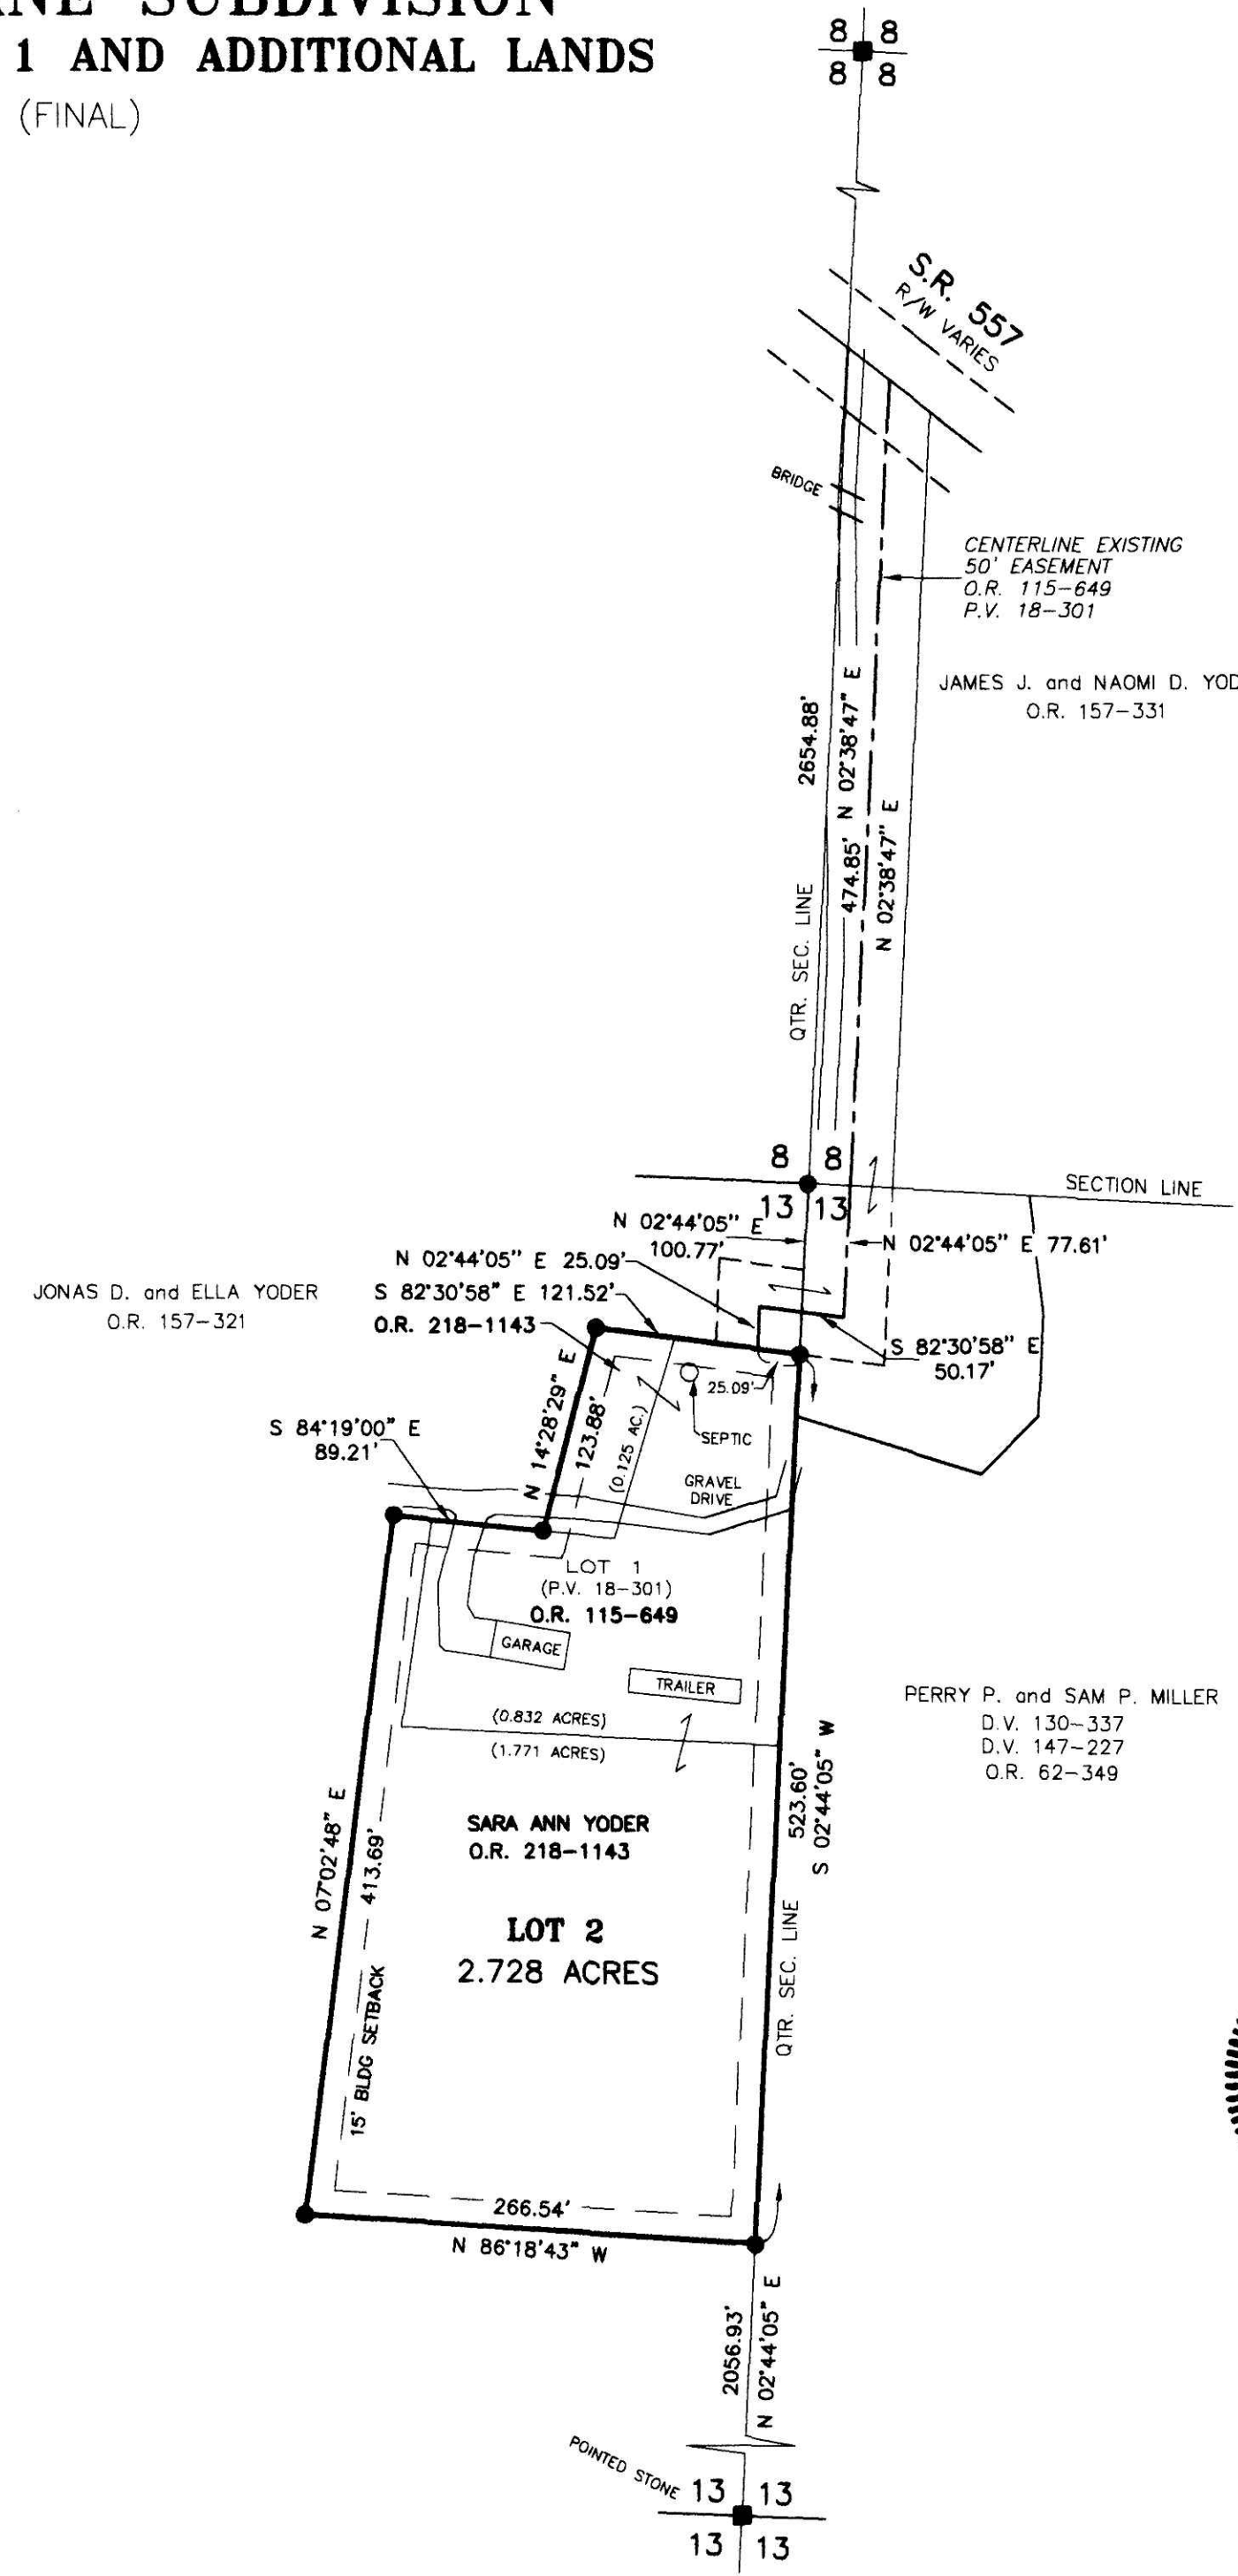 SUBDIVISION
1 AND ADDITIONAL LANDS
(FINAL)
8 8
8 8
S.R. 557
R/W VARIES
BRIDGE
CENTERLINE EXISTING
50' EASEMENT
O.R. 115-649
P.V. 18-301
JAMES J. and NAOMI D.
O.R. 157-331
2654.88'
474.85' N 02°38'47" E
N 02°38'47" E
QTR. SEC. LINE
8 8
13 13
SECTION LINE
N 02°44'05" E
100.77'
N 02°44'05" E 77.61'
N 02°44'05" E 25.09'
S 82°30'58" E 121.52'
O.R. 218-1143
JONAS D. and ELLA YODER
O.R. 157-321
S 82°30'58" E
50.17'
25.09'
SEPTIC
N 14°28'29" E
123.88'
(0.125 AC.)
S 84°19'00" E
89.21'
GRAVEL
DRIVE
LOT 1
(P.V. 18-301)
O.R. 115-649
GARAGE
TRAILER
(0.832 ACRES)
(1.771 ACRES)
PERRY P. and SAM P. MILLER
D.V. 130-337
D.V. 147-227
O.R. 62-349
523.60'
S 02°44'05" W
SARA ANN YODER
O.R. 218-1143
N 07°02'48" E
413.69'
LOT 2
2.728 ACRES
15' BLDG SETBACK
QTR. SEC. LINE
266.54'
N 86°18'43" W
2056.93'
N 02°44'05" E
POINTED STONE
13 13
13 13